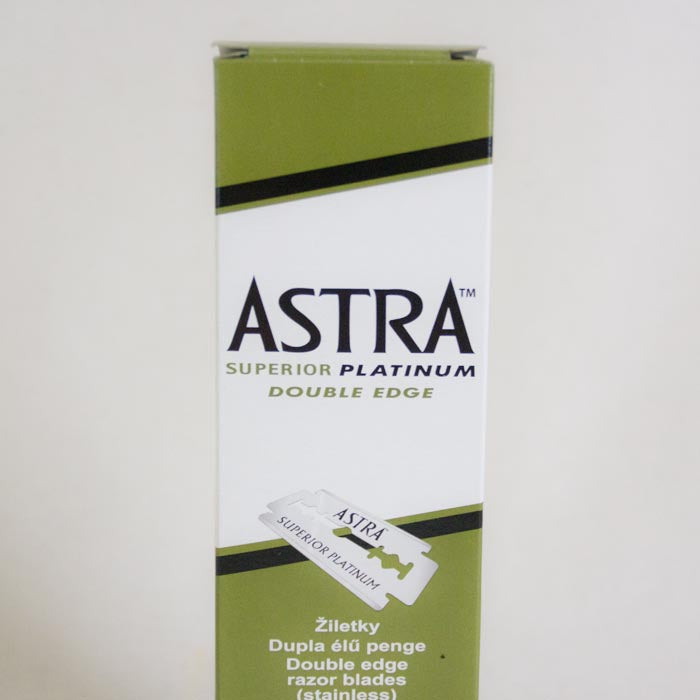 ASTRA™
SUPERIOR PLATINUM
DOUBLE EDGE
ASTRA
SUPERIOR PLATINUM
Žiletky
Dupla élű penge
Double edge
razor blades
(stainless)